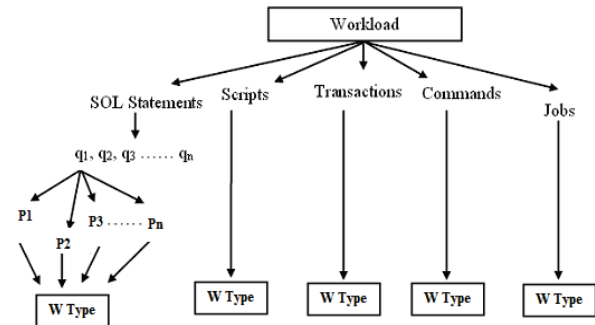 Workload
SOL Statements
Scripts
Transactions
Commands
Jobs
q1, q2, q3 ...... qn
P1
P2
P3 ...... Pn
W Type
W Type
W Type
W Type
W Type